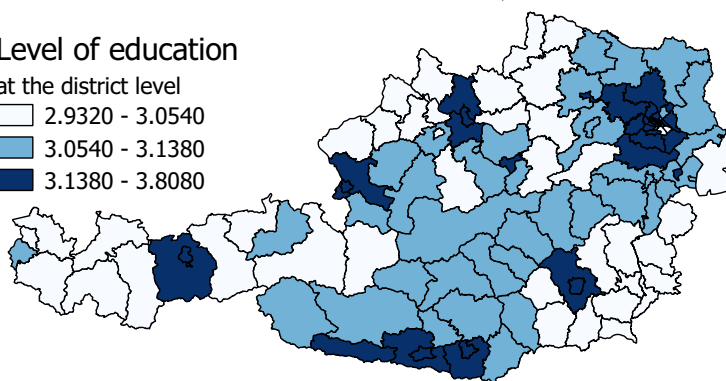 Level of education
at the district level
2.9320 - 3.0540
3.0540 - 3.1380
3.1380 - 3.8080